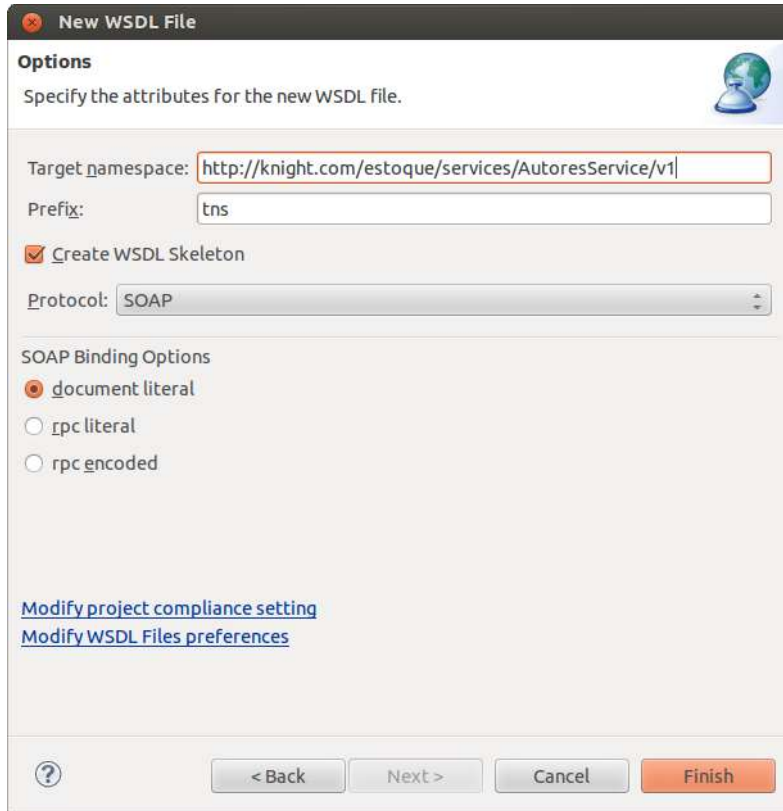 New WSDL File
Options
Specify the attributes for the new WSDL file.
Target namespace: http://knight.com/estoque/services/AutoresService/v1
Prefix: tns
Create WSDL Skeleton
Protocol: SOAP
SOAP Binding Options
document literal
rpc literal
rpc encoded
Modify project compliance setting
Modify WSDL Files preferences
? < Back Next > Cancel Finish